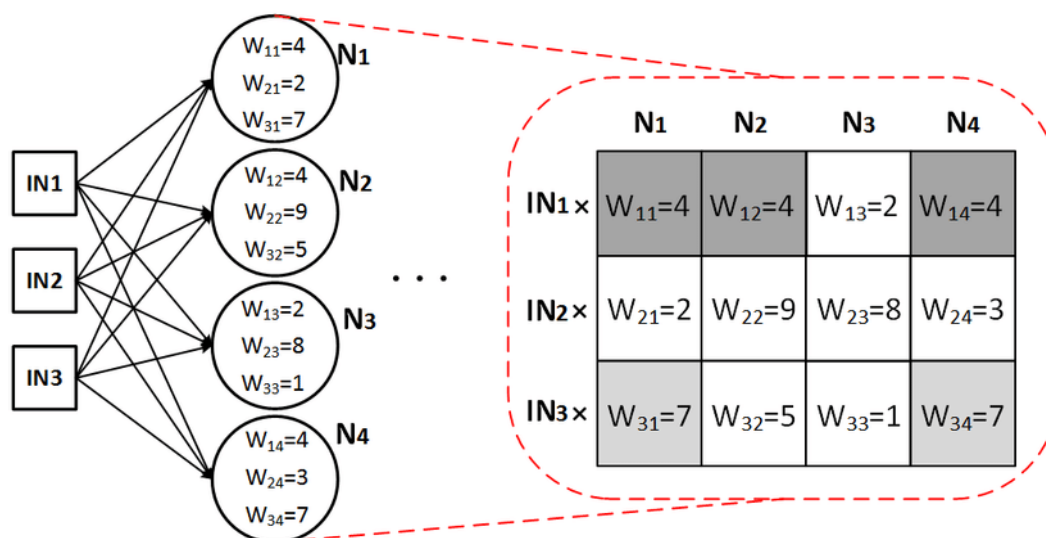 IN1
IN2
IN3
W₁₁=4
W₂₁=2
W₃₁=7
N1
W₁₂=4
W₂₂=9
W₃₂=5
N2
W₁₃=2
W₂₃=8
W₃₃=1
N3
W₁₄=4
W₂₄=3
W₃₄=7
N4
. . .
N1 N2 N3 N4
IN1× W₁₁=4 W₁₂=4 W₁₃=2 W₁₄=4
IN2× W₂₁=2 W₂₂=9 W₂₃=8 W₂₄=3
IN3× W₃₁=7 W₃₂=5 W₃₃=1 W₃₄=7